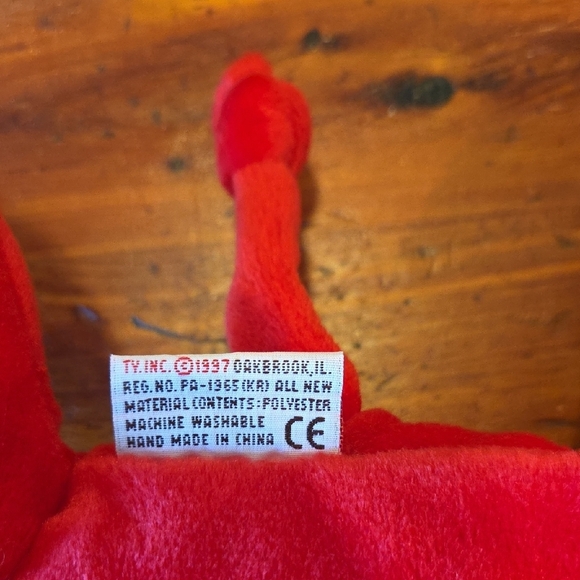 TY.INC. ©1997 OAKBROOK,IL.
REG.NO. PA-1965(KR) ALL NEW
MATERIAL CONTENTS:POLYESTER
MACHINE WASHABLE
HAND MADE IN CHINA CE